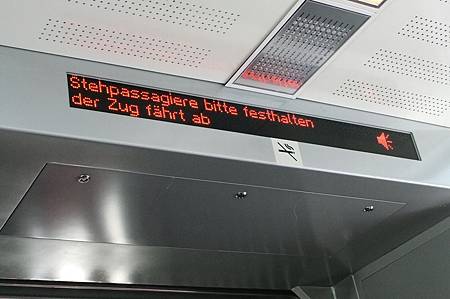 Stehpassagiere bitte festhalten
der Zug fährt ab